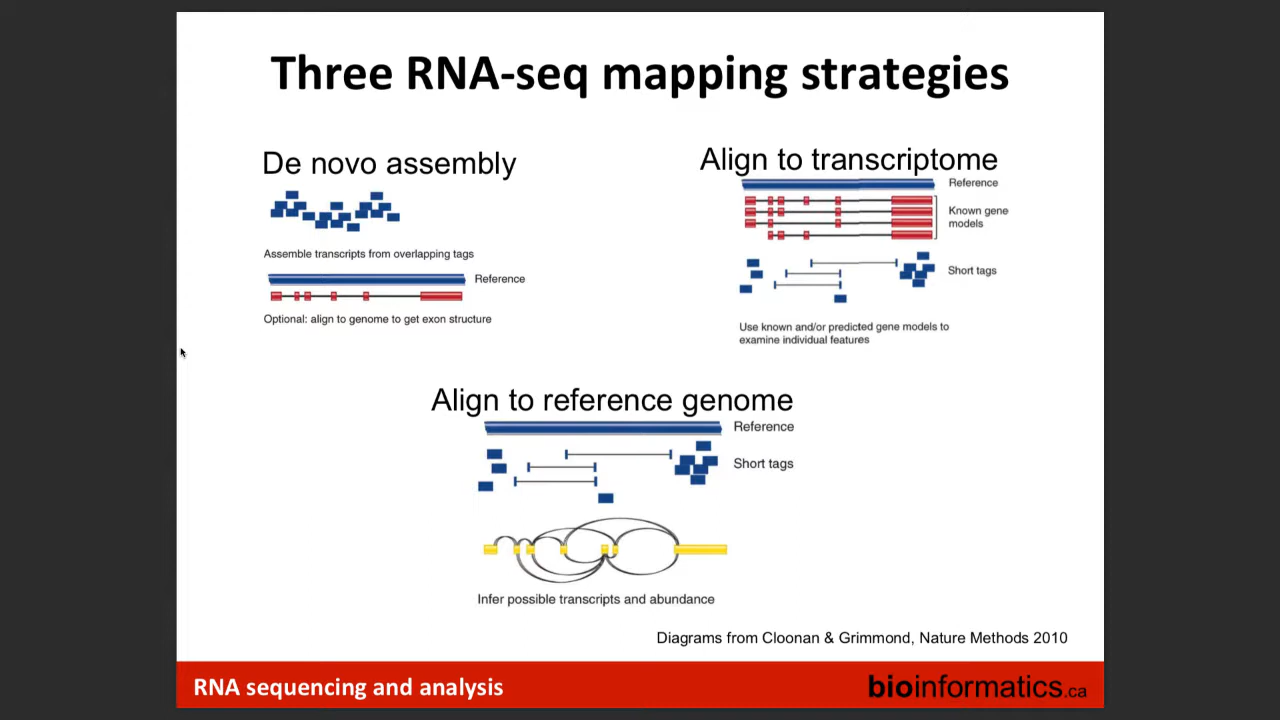 Three RNA-seq mapping strategies
De novo assembly
Assemble transcripts from overlapping tags
Reference
Optional: align to genome to get exon structure
Align to transcriptome
Reference
Known gene
models
Short tags
Use known and/or predicted gene models to
examine individual features
Align to reference genome
Reference
Short tags
Infer possible transcripts and abundance
Diagrams from Cloonan & Grimmond, Nature Methods 2010
RNA sequencing and analysis
bioinformatics.ca